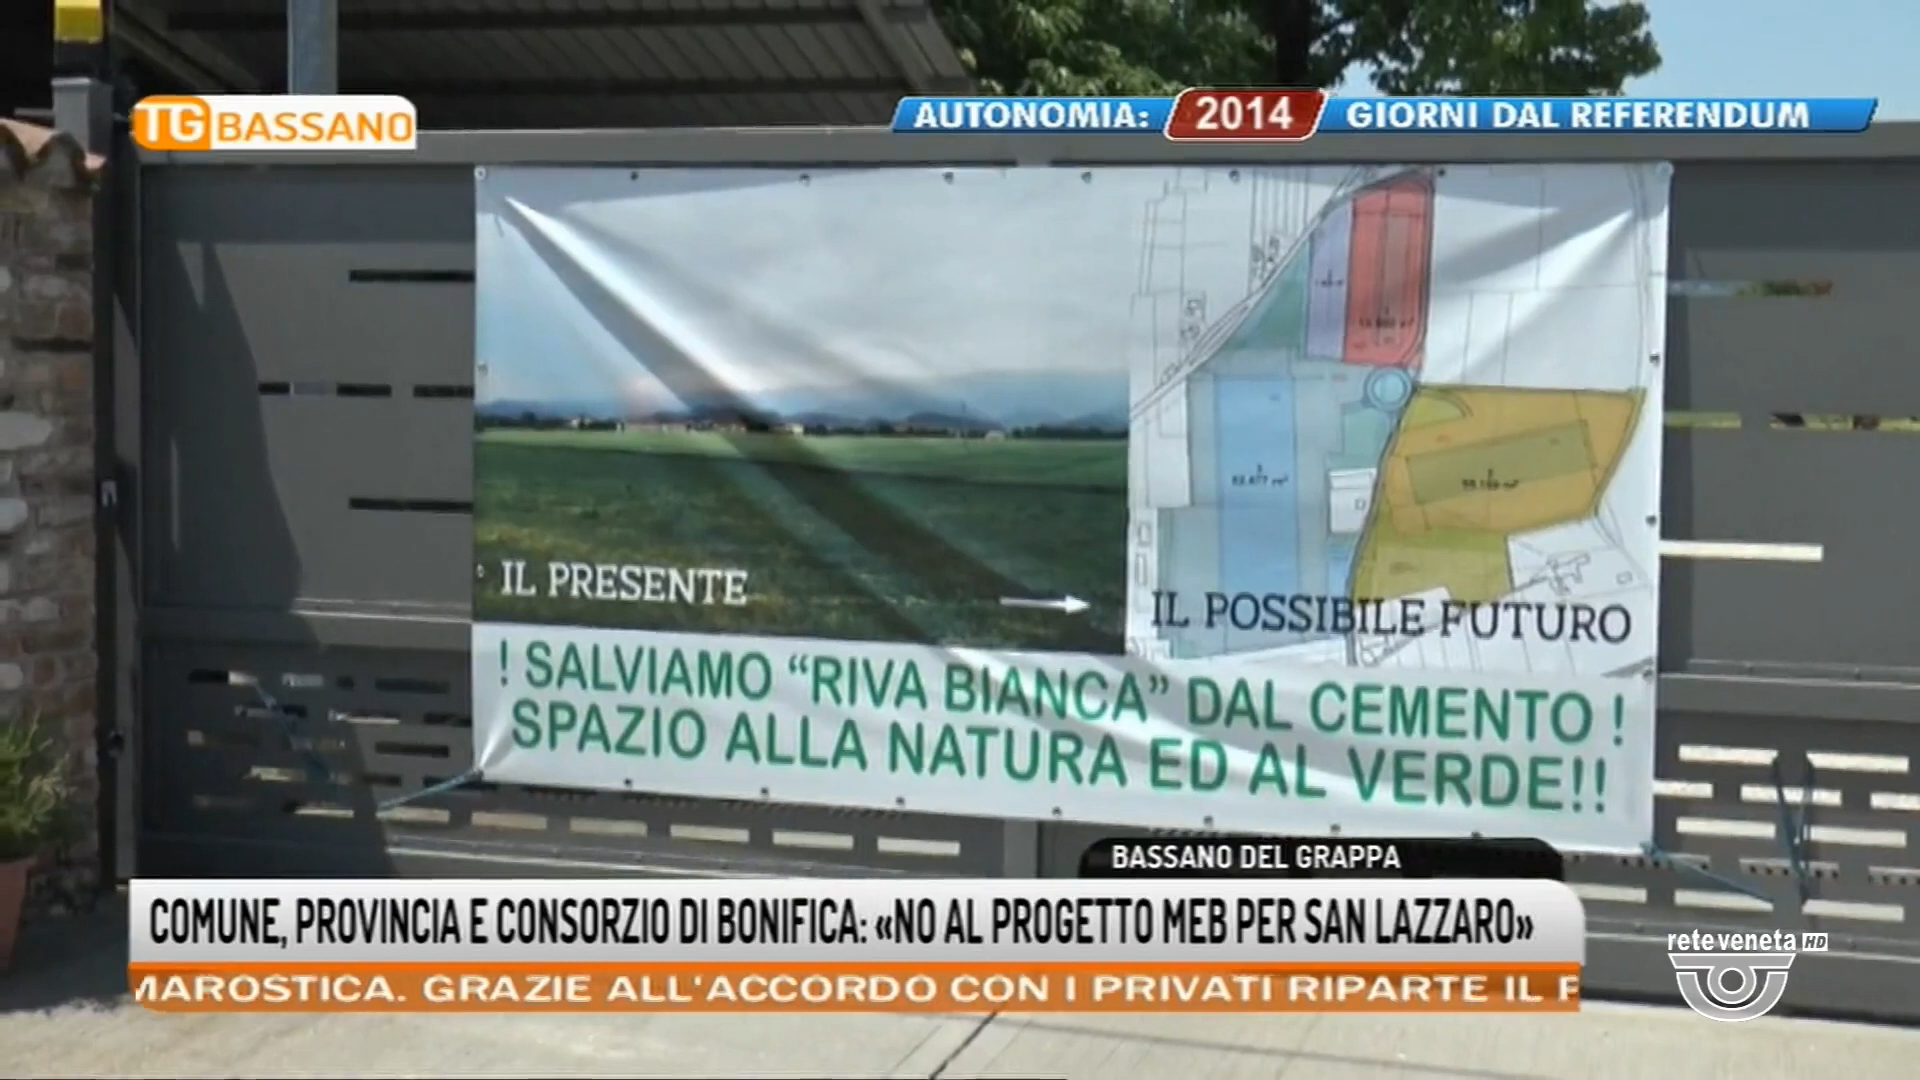 TG BASSANO
AUTONOMIA: 2014 GIORNI DAL REFERENDUM
IL PRESENTE
IL POSSIBILE FUTURO
! SALVIAMO “RIVA BIANCA” DAL CEMENTO !
SPAZIO ALLA NATURA ED AL VERDE!!
BASSANO DEL GRAPPA
COMUNE, PROVINCIA E CONSORZIO DI BONIFICA: «NO AL PROGETTO MEB PER SAN LAZZARO»
MAROSTICA. GRAZIE ALL'ACCORDO CON I PRIVATI RIPARTE IL
reteveneta HD